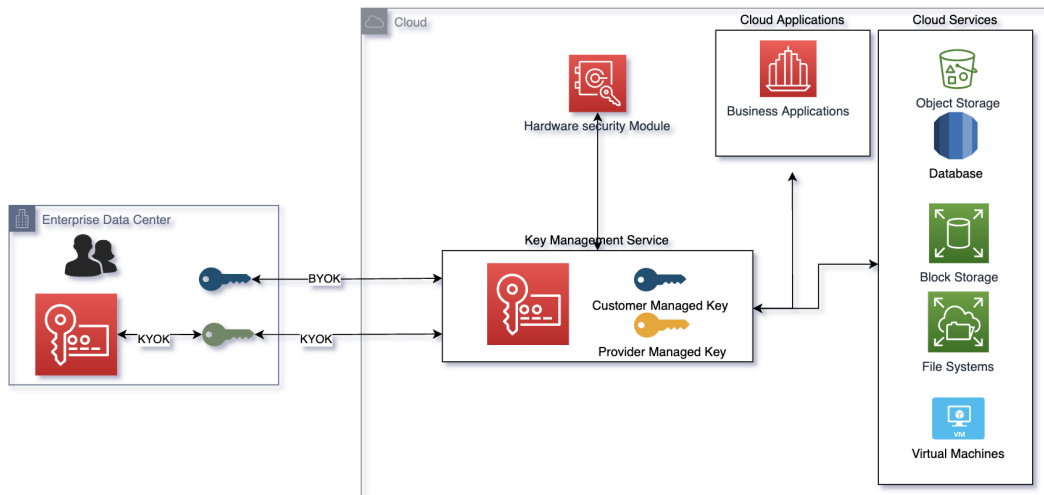 Cloud
Cloud Applications
Cloud Services
Business Applications
Hardware security Module
Object Storage
Database
Enterprise Data Center
Key Management Service
BYOK
KYOK
KYOK
Customer Managed Key
Provider Managed Key
Block Storage
File Systems
VM
Virtual Machines